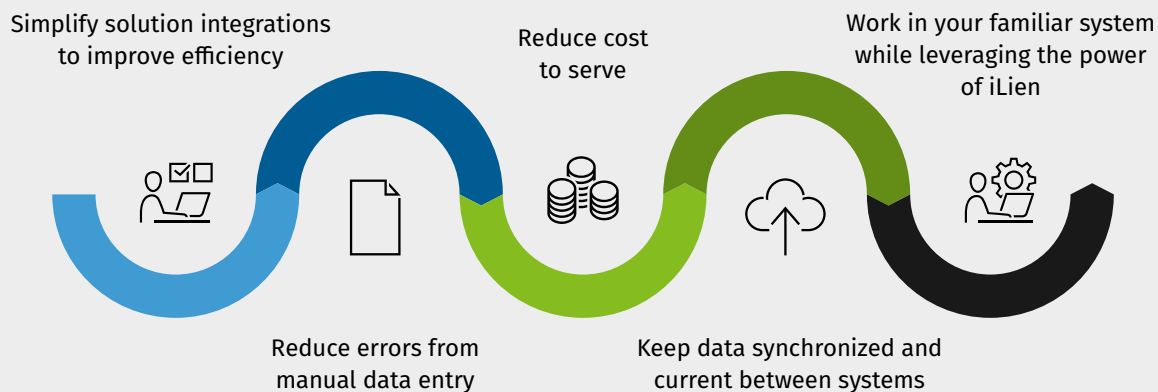 Simplify solution integrations
to improve efficiency
Reduce errors from
manual data entry
Reduce cost
to serve
Keep data synchronized and
current between systems
Work in your familiar system
while leveraging the power
of iLien